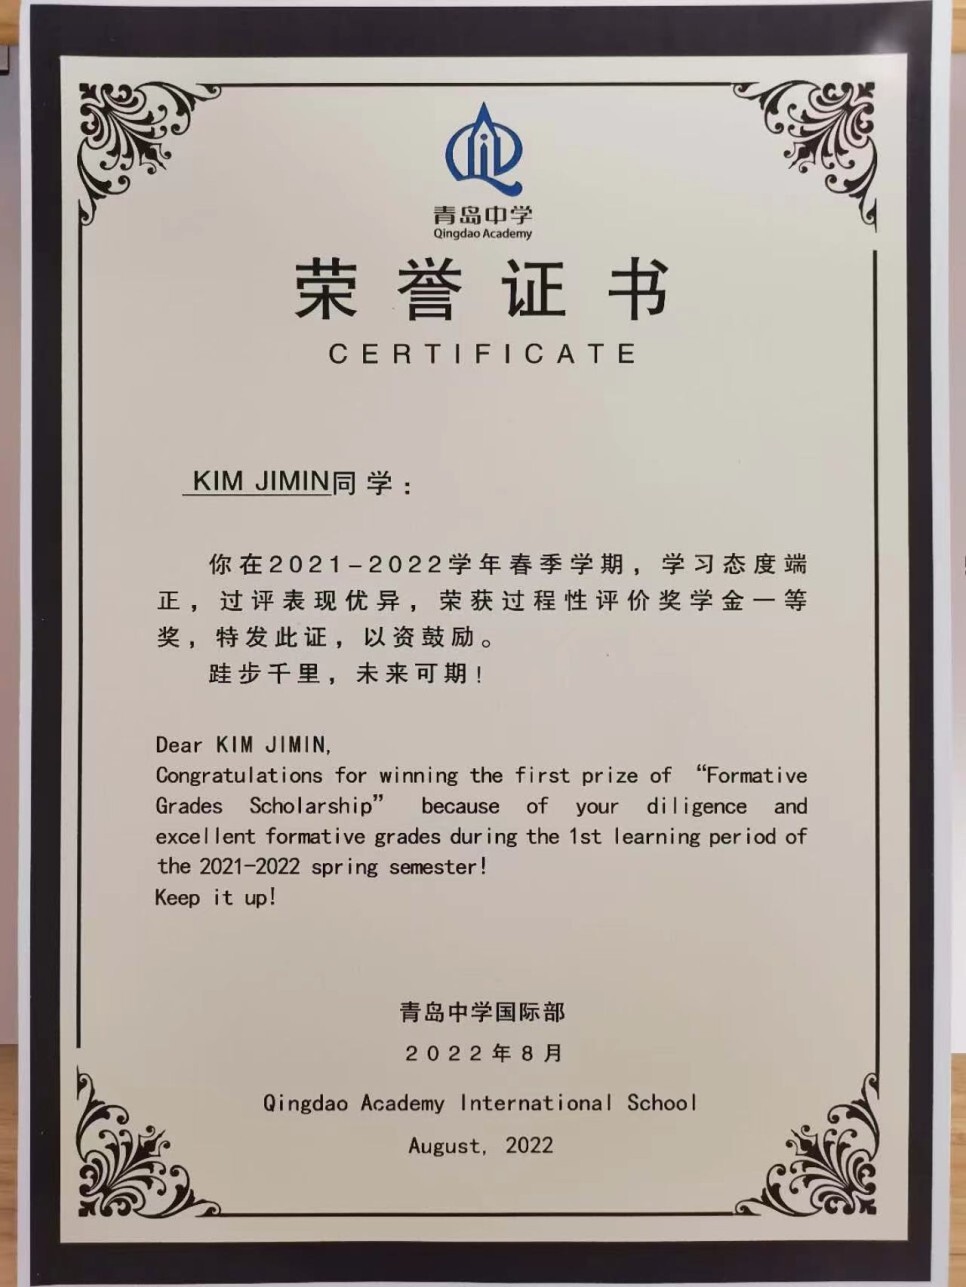 青岛中学
Qingdao Academy
荣誉证书
CERTIFICATE
KIM JIMIN同学：
你在2021-2022学年春季学期，学习态度端
正，过评表现优异，荣获过程性评价奖学金一等
奖，特发此证，以资鼓励。
跬步千里，未来可期！
Dear KIM JIMIN,
Congratulations for winning the first prize of “Formative
Grades Scholarship” because of your diligence and
excellent formative grades during the 1st learning period of
the 2021-2022 spring semester!
Keep it up!
青岛中学国际部
2022年8月
Qingdao Academy International School
August, 2022